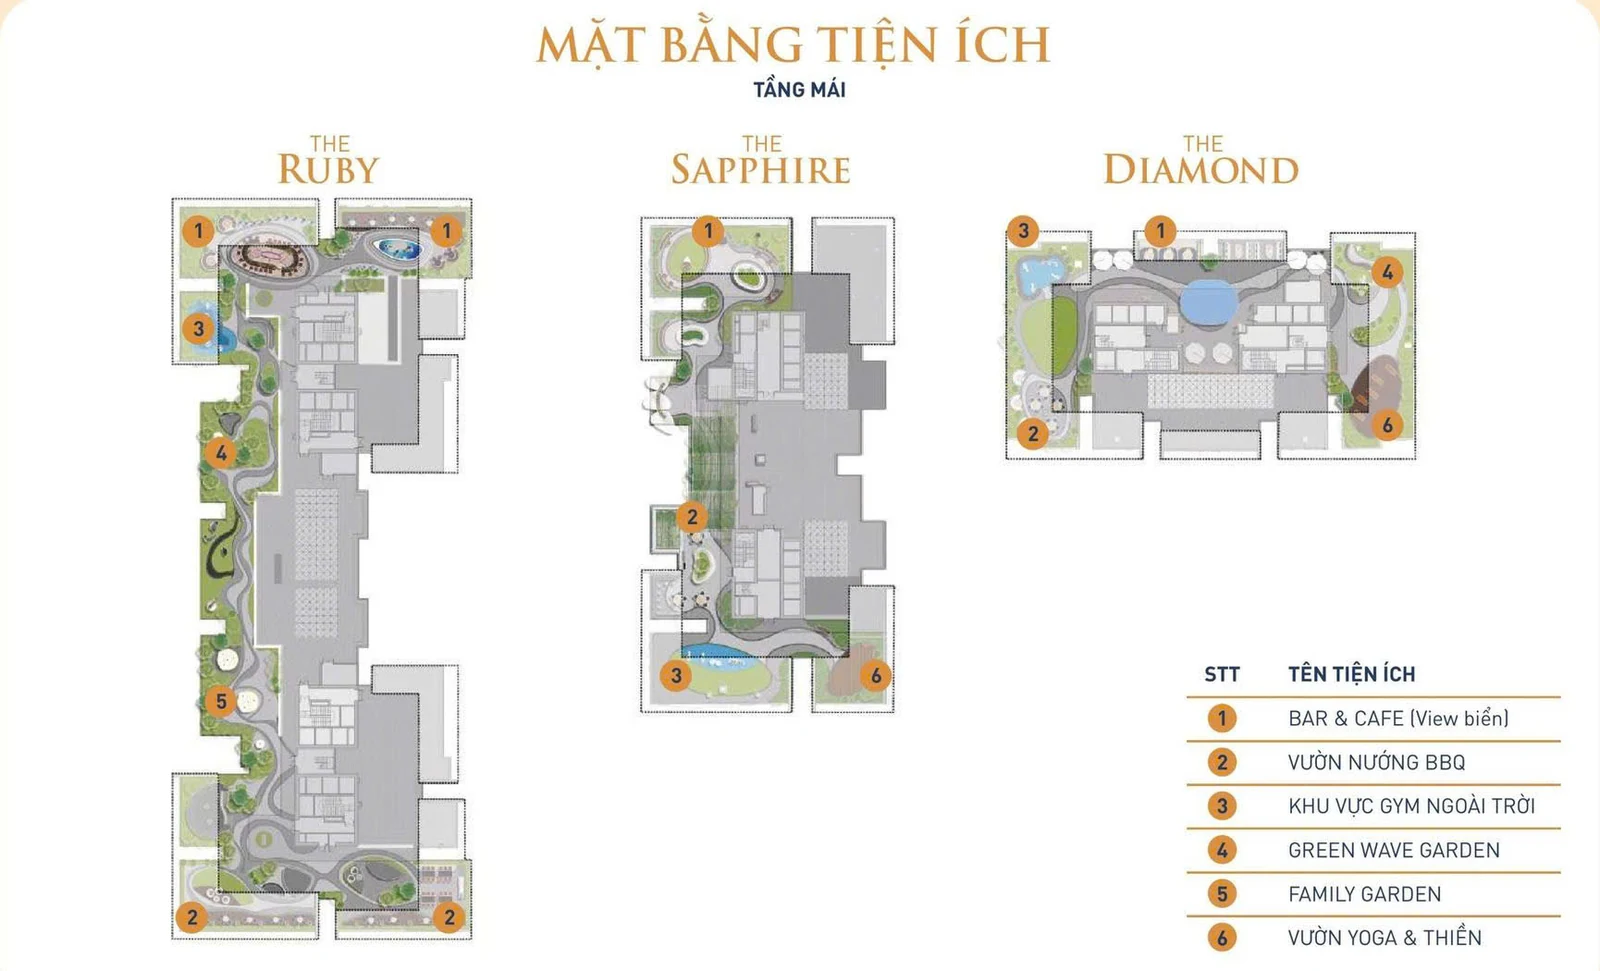 MẶT BẰNG TIỆN ÍCH
TẦNG MÁI
THE
RUBY
1
1
3
4
5
2
2
THE
SAPPHIRE
1
2
3
6
THE
DIAMOND
3
1
4
2
6
STT TÊN TIỆN ÍCH
1 BAR & CAFE (View biển)
2 VƯỜN NƯỚNG BBQ
3 KHU VỰC GYM NGOÀI TRỜI
4 GREEN WAVE GARDEN
5 FAMILY GARDEN
6 VƯỜN YOGA & THIỀN